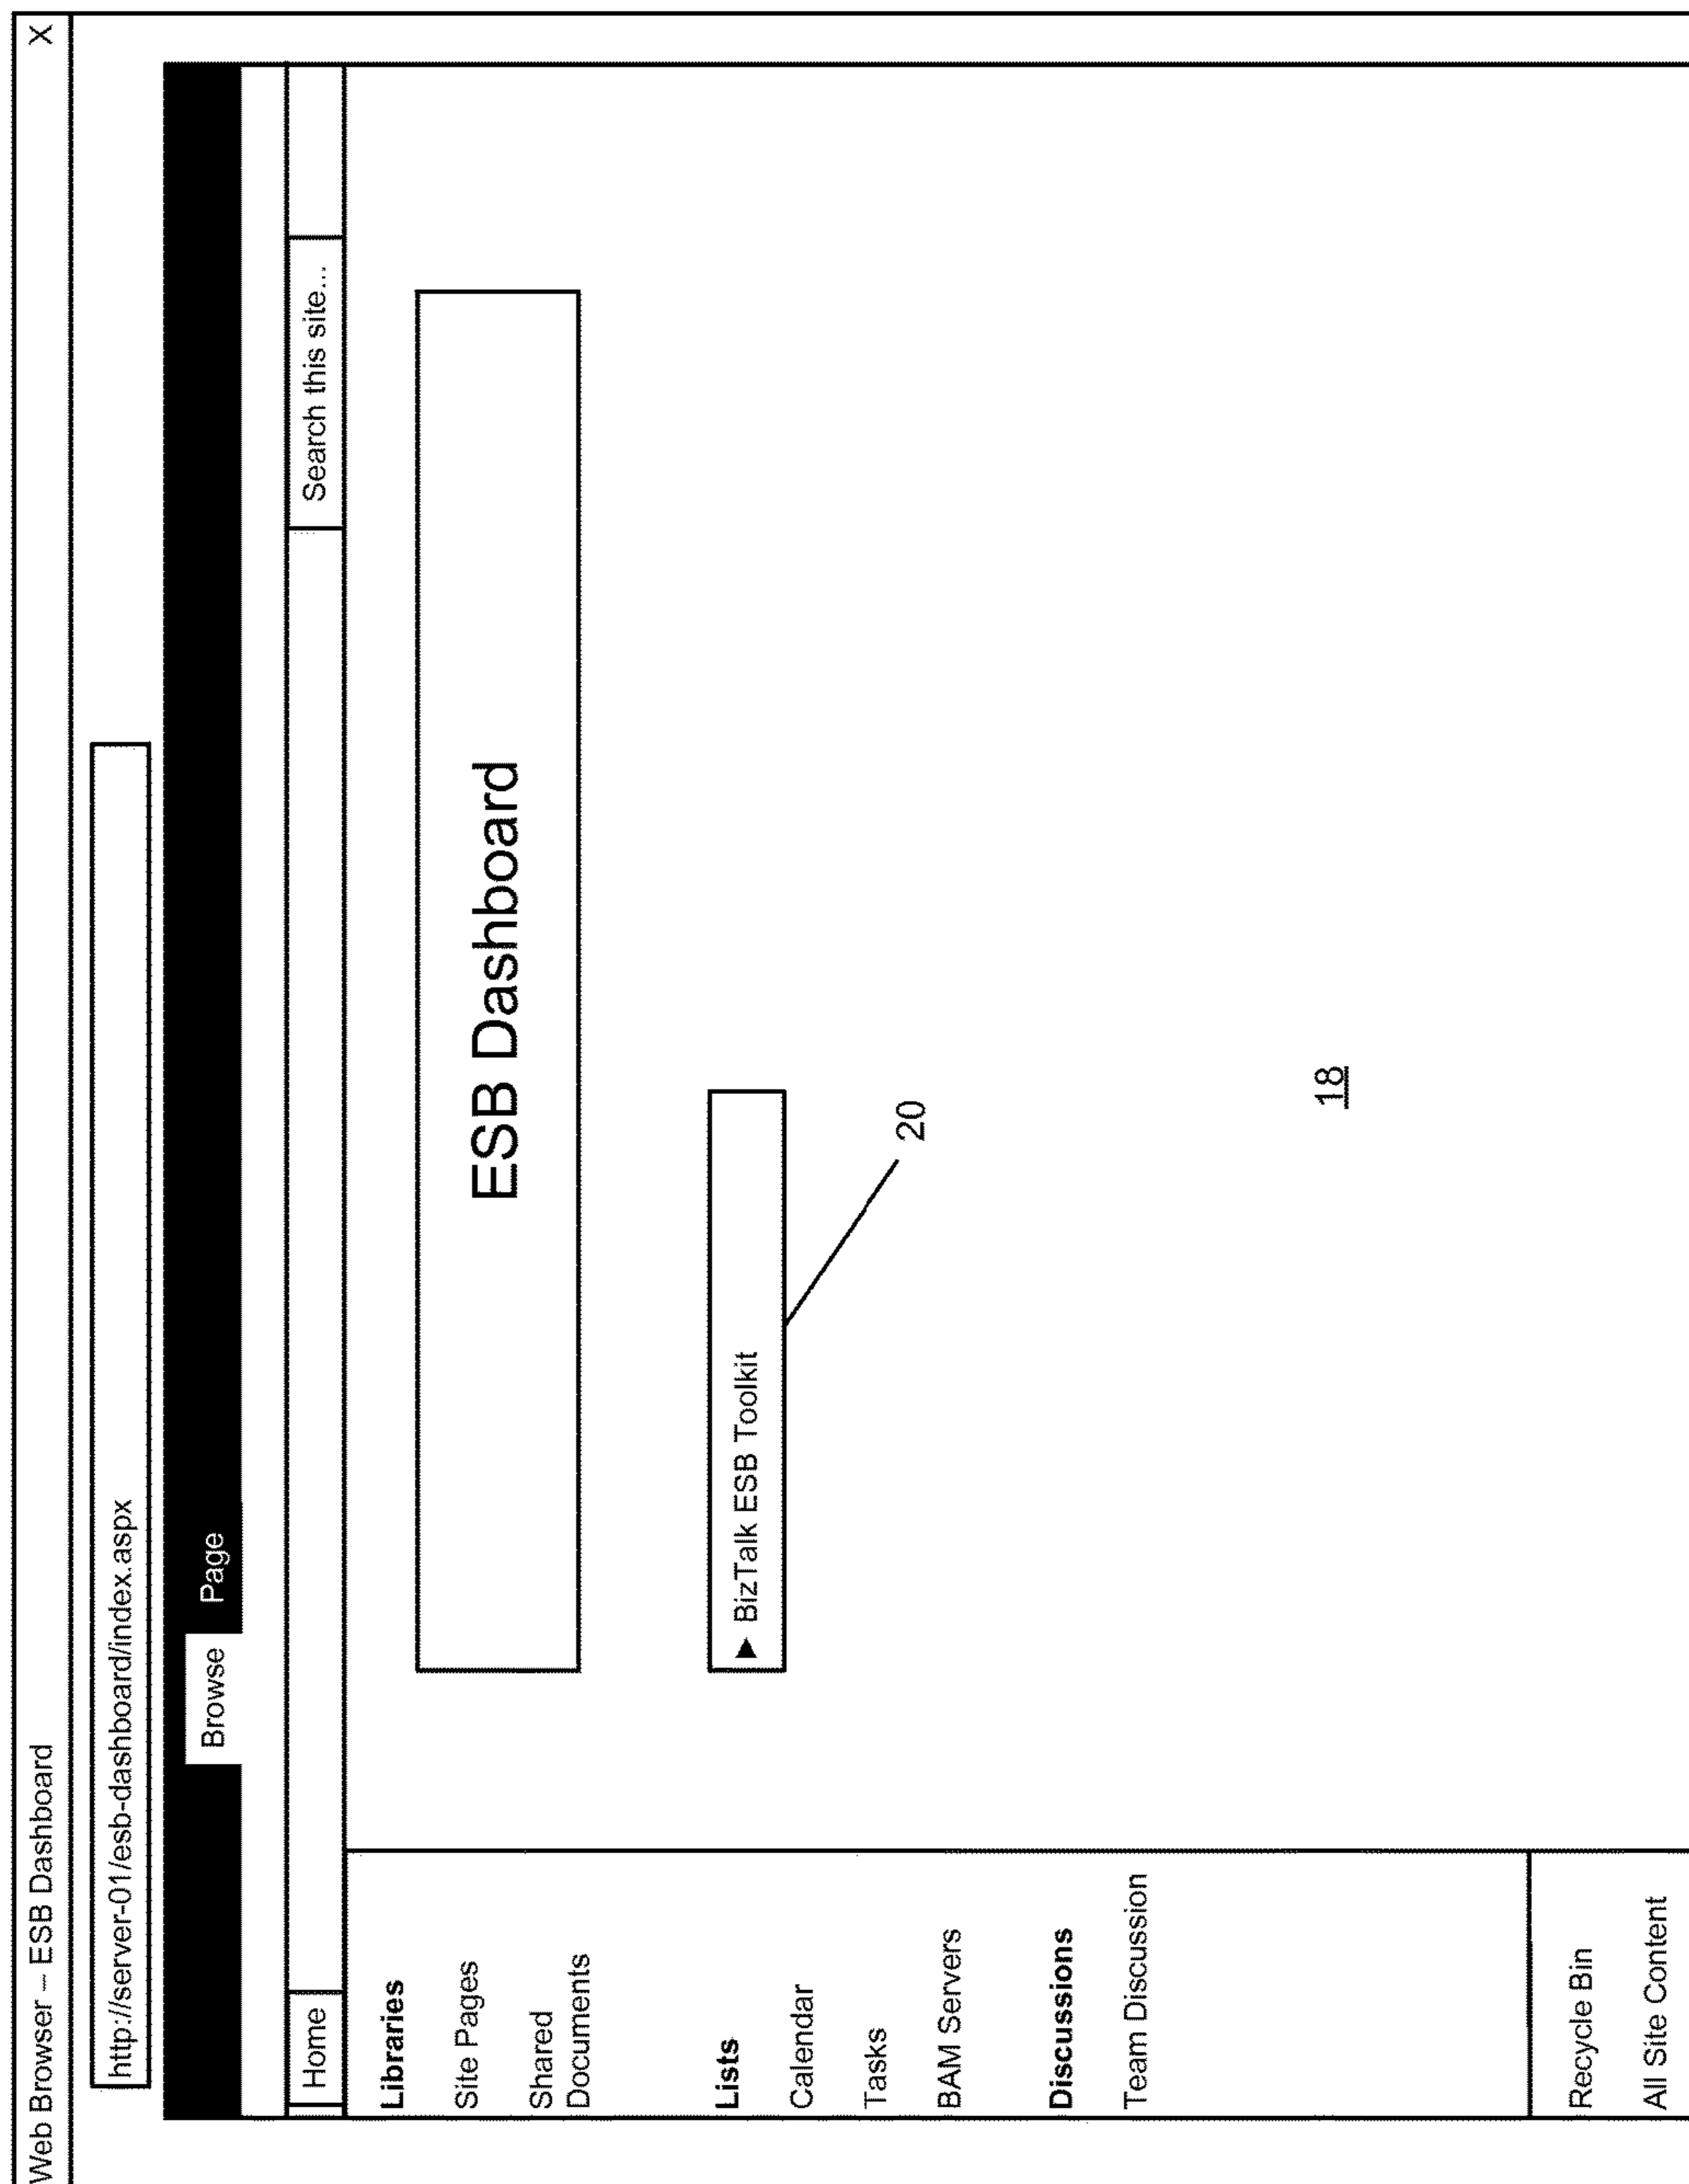 Web Browser – ESB Dashboard X
http://server-01/esb-dashboard/index.aspx
Browse Page
Home Search this site...
Libraries
Site Pages
Shared
Documents
Lists
Calendar
Tasks
BAM Servers
Discussions
Team Discussion
Recycle Bin
All Site Content
ESB Dashboard
▶ BizTalk ESB Toolkit
20
18